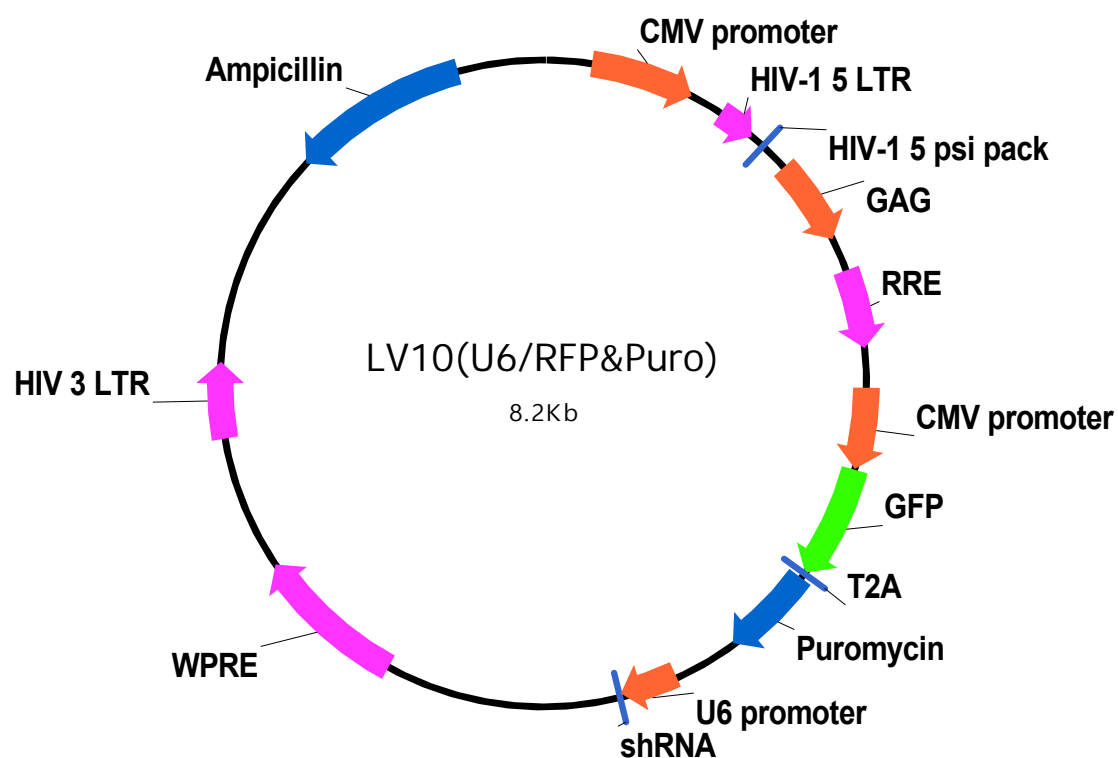 CMV promoter
Ampicillin
HIV-1 5 LTR
HIV-1 5 psi pack
GAG
RRE
LV10(U6/RFP&Puro)
HIV 3 LTR
8.2Kb
CMV promoter
GFP
T2A
Puromycin
WPRE
U6 promoter
shRNA